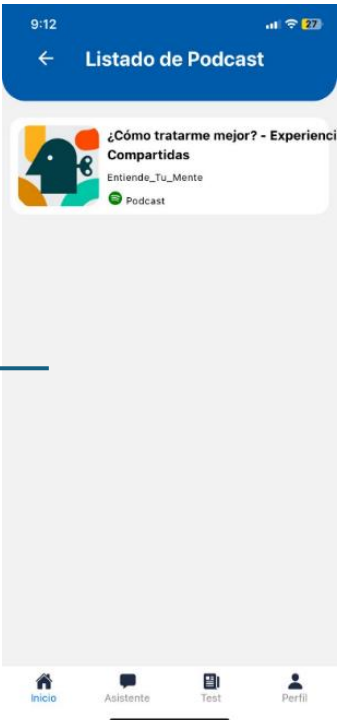 9:12
27
Listado de Podcast
¿Cómo tratarme mejor? - Experienci
Compartidas
Entiende_Tu_Mente
Podcast
Inicio
Asistente
Test
Perfil